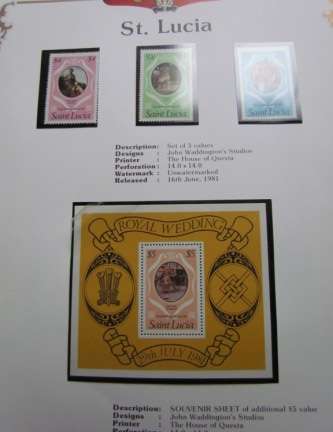 St. Lucia
Saint Lucia
Saint Lucia
Description: Set of 3 values
Designs : John Waddington's Studios
Printer : The House of Questa
Perforation: 14.0 x 14.0
Watermark : Unwatermarked
Released : 16th June, 1981
ROYAL WEDDING
$5 $5
Saint Lucia
29th JULY 1981
Description: SOUVENIR SHEET of additional $5 value
Designs : John Waddington's Studios
Printer : The House of Questa